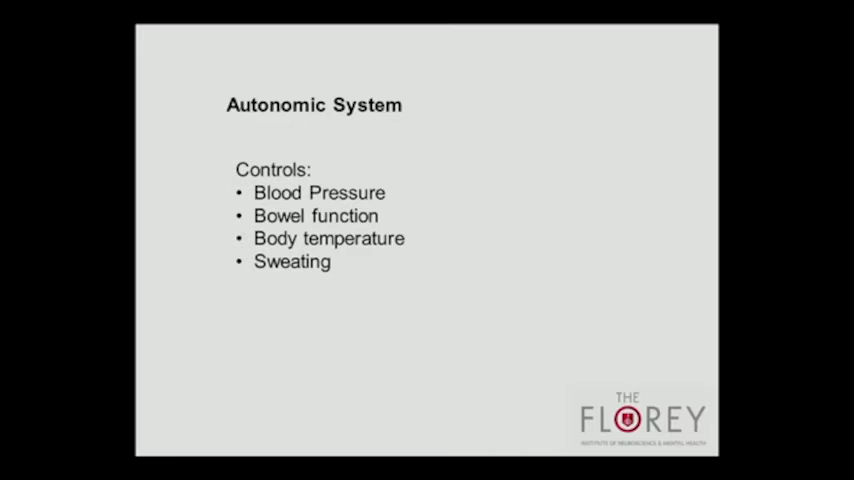 Autonomic System
Controls:
• Blood Pressure
• Bowel function
• Body temperature
• Sweating
THE
FLOREY
INSTITUTE OF NEUROSCIENCE & MENTAL HEALTH